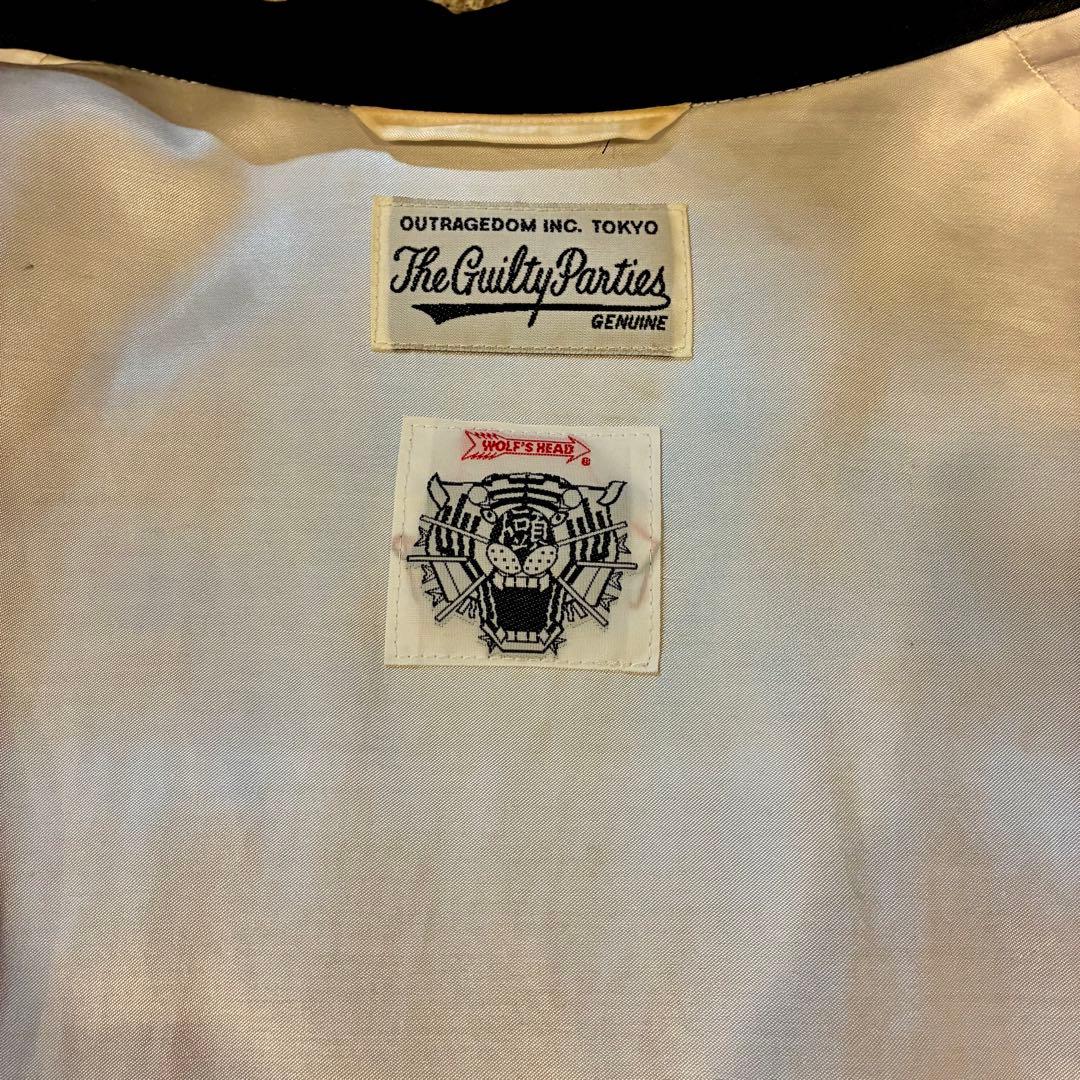 OUTRAGEDOM INC. TOKYO
The Guilty Parties
GENUINE
WOLF'S HEAD
®